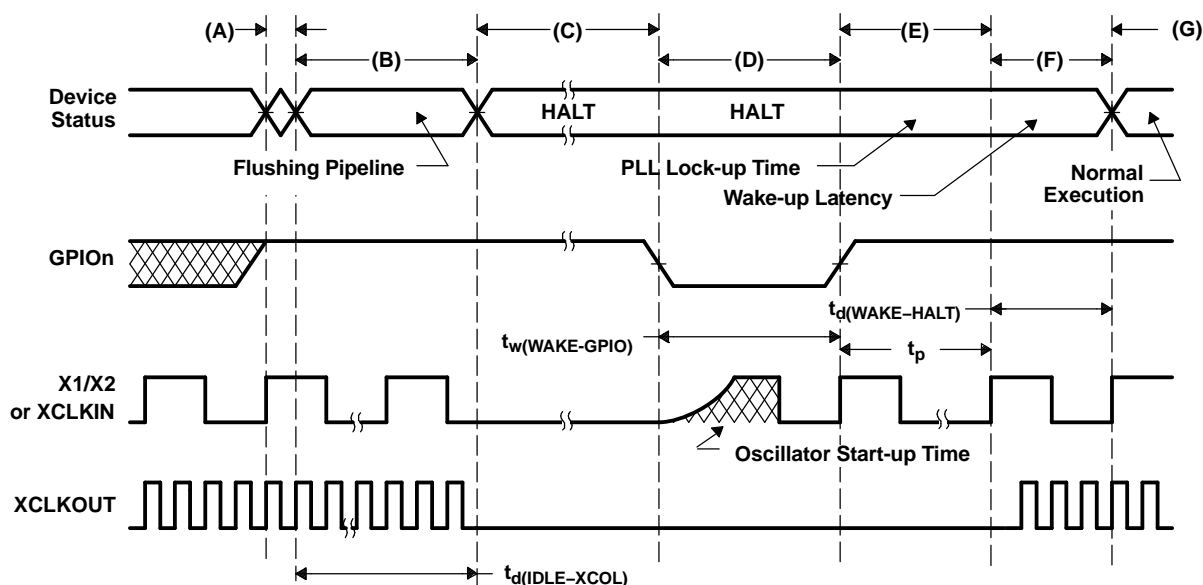 (A)
(B)
(C)
(D)
(E)
(F)
(G)
Device
Status
HALT
HALT
Flushing Pipeline
PLL Lock-up Time
Wake-up Latency
Normal
Execution
GPIOn
td(WAKE–HALT)
tw(WAKE-GPIO)
tp
X1/X2
or XCLKIN
Oscillator Start-up Time
XCLKOUT
td(IDLE–XCOL)